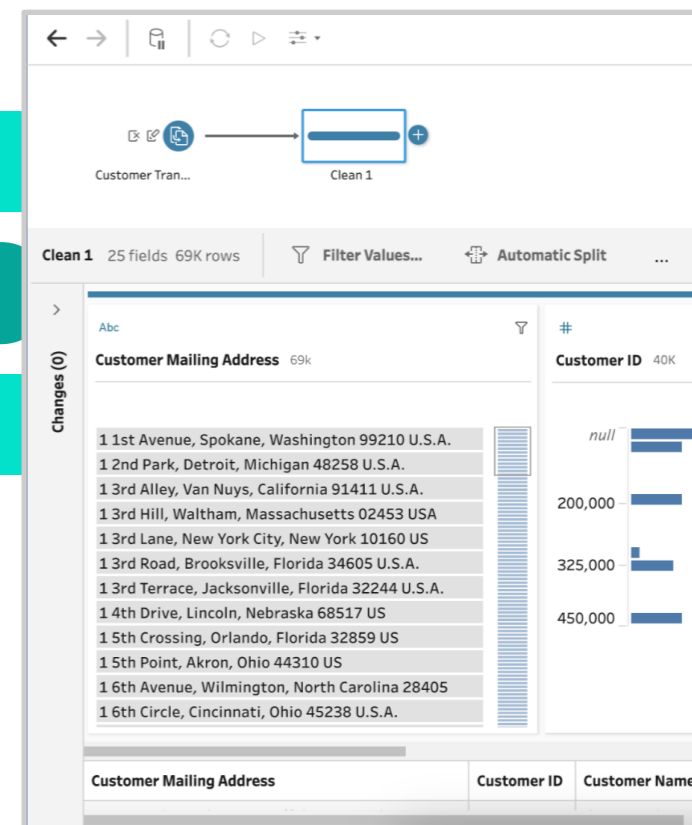 Customer Tran...
Clean 1
Clean 1 25 fields 69K rows Filter Values... Automatic Split ...
Changes (0)
Abc
Customer Mailing Address 69k
1 1st Avenue, Spokane, Washington 99210 U.S.A.
1 2nd Park, Detroit, Michigan 48258 U.S.A.
1 3rd Alley, Van Nuys, California 91411 U.S.A.
1 3rd Hill, Waltham, Massachusetts 02453 USA
1 3rd Lane, New York City, New York 10160 US
1 3rd Road, Brooksville, Florida 34605 U.S.A.
1 3rd Terrace, Jacksonville, Florida 32244 U.S.A.
1 4th Drive, Lincoln, Nebraska 68517 US
1 5th Crossing, Orlando, Florida 32859 US
1 5th Point, Akron, Ohio 44310 US
1 6th Avenue, Wilmington, North Carolina 28405
1 6th Circle, Cincinnati, Ohio 45238 U.S.A.
#
Customer ID 40K
null
200,000
325,000
450,000
Customer Mailing Address Customer ID Customer Name